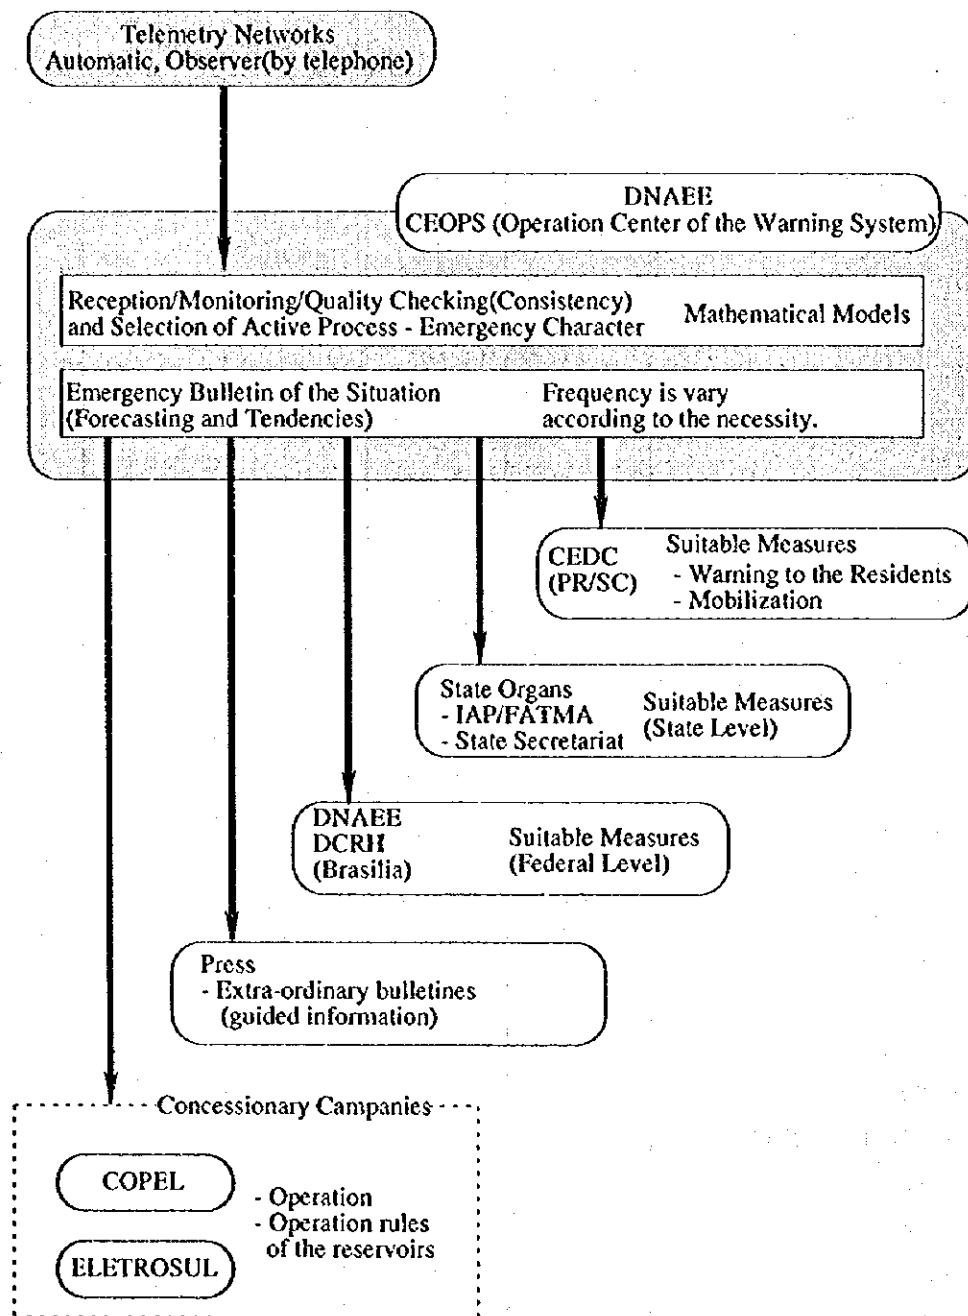 Telemetry Networks
Automatic, Observer(by telephone)
DNAEE
CEOPS (Operation Center of the Warning System)
Reception/Monitoring/Quality Checking(Consistency)
and Selection of Active Process - Emergency Character
Mathematical Models
Emergency Bulletin of the Situation
(Forecasting and Tendencies)
Frequency is vary
according to the necessity.
CEDC
(PR/SC)
Suitable Measures
- Warning to the Residents
- Mobilization
State Organs
- IAP/FATMA
- State Secretariat
Suitable Measures
(State Level)
DNAEE
DCRH
(Brasilia)
Suitable Measures
(Federal Level)
Press
- Extra-ordinary bulletines
(guided information)
Concessionary Campanies
COPEL
ELETROSUL
- Operation
- Operation rules
of the reservoirs